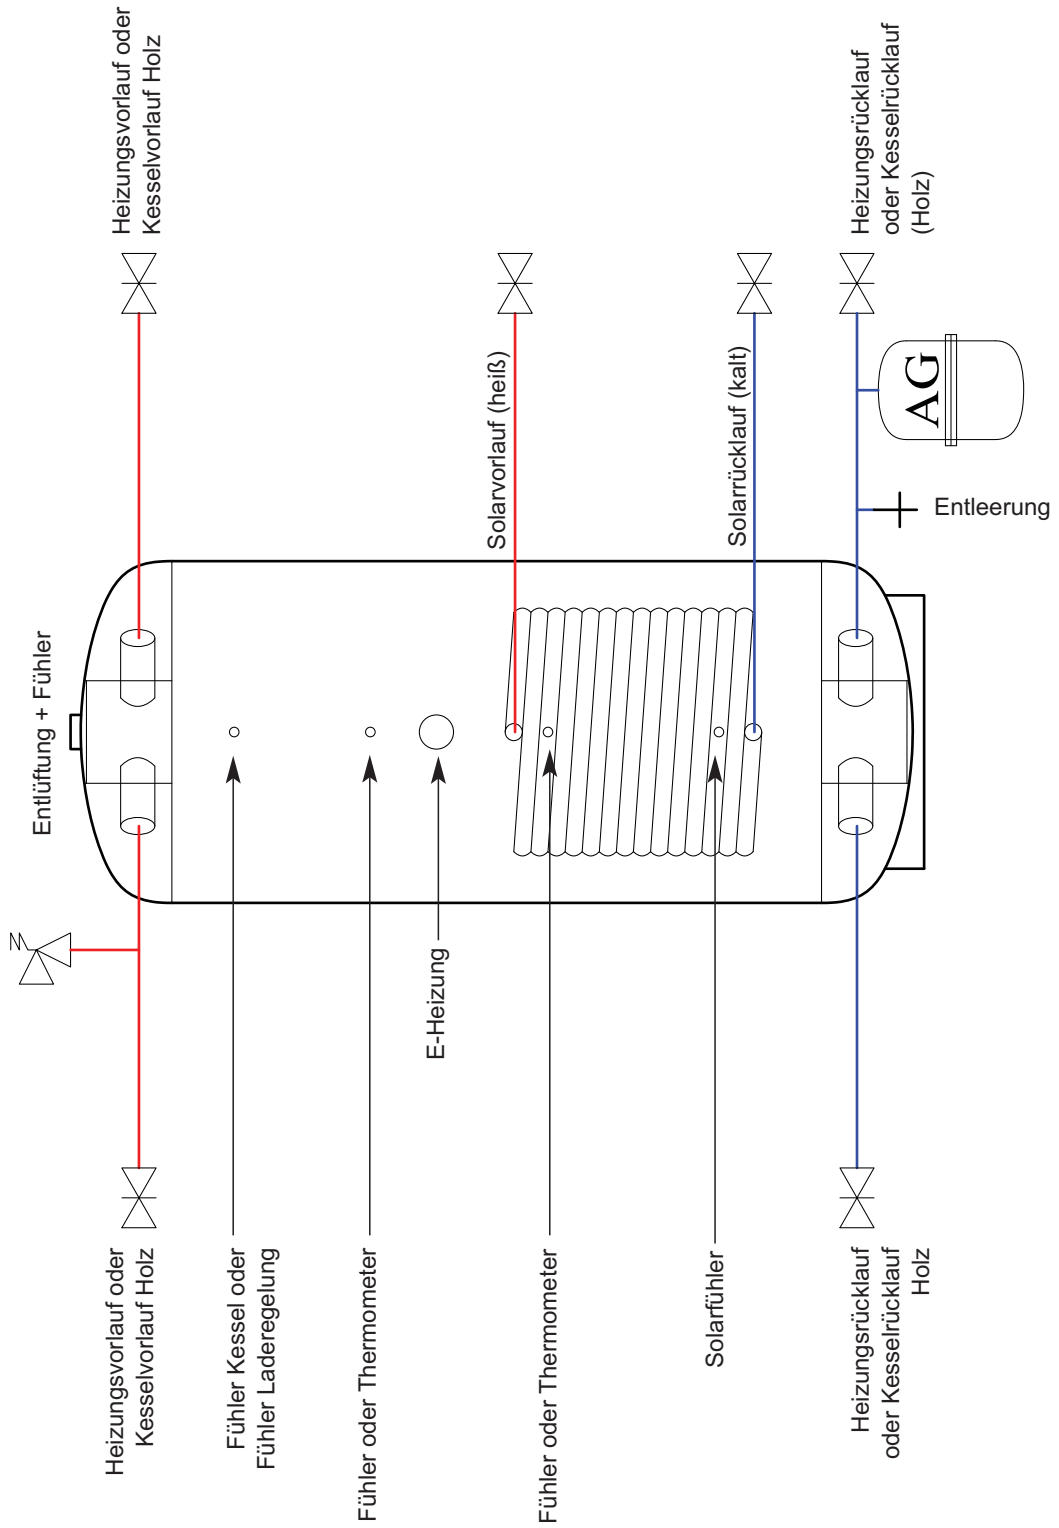 Entlüftung + Fühler
Heizungsvorlauf oder
Kesselvorlauf Holz
Heizungsvorlauf oder
Kesselvorlauf Holz
Fühler Kessel oder
Fühler Laderegelung
Fühler oder Thermometer
E-Heizung
Solarvorlauf (heiß)
Fühler oder Thermometer
Solarfühler
Solarrücklauf (kalt)
Heizungsrücklauf
oder Kesselrücklauf
Holz
Heizungsrücklauf
oder Kesselrücklauf
(Holz)
AG
Entleerung